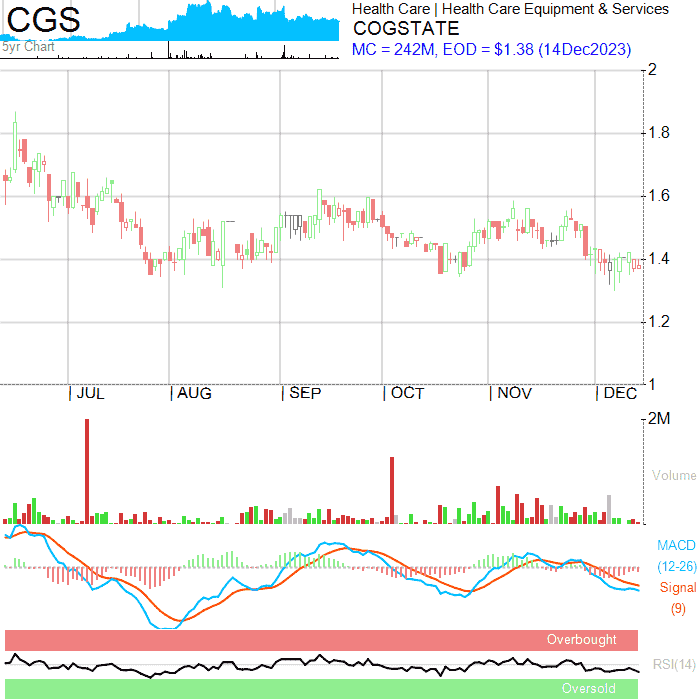 CGS
5yr Chart
Health Care | Health Care Equipment & Services
COGSTATE
MC = 242M, EOD = $1.38 (14Dec2023)
2
1.8
1.6
1.4
1.2
1
| JUL | AUG | SEP | OCT | NOV | DEC
2M
Volume
MACD
(12-26)
Signal
(9)
Overbought
RSI(14)
Oversold